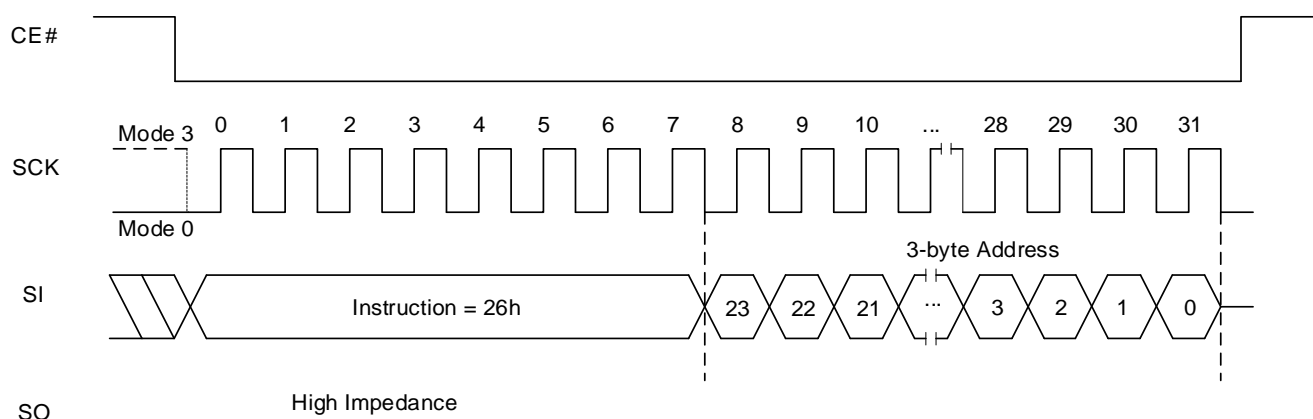 CE#
Mode 3
0 1 2 3 4 5 6 7 8 9 10 ... 28 29 30 31
SCK
Mode 0
3-byte Address
SI
Instruction = 26h
23 22 21 ... 3 2 1 0
High Impedance
SO